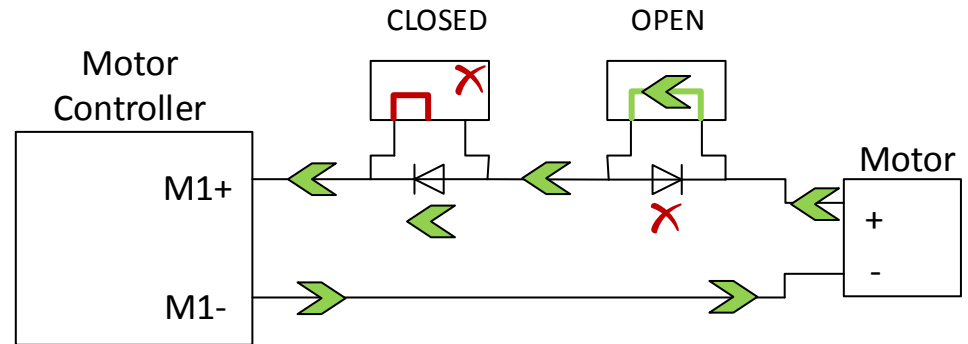 CLOSED
OPEN
Motor
Controller
M1+
M1-
Motor
+
-